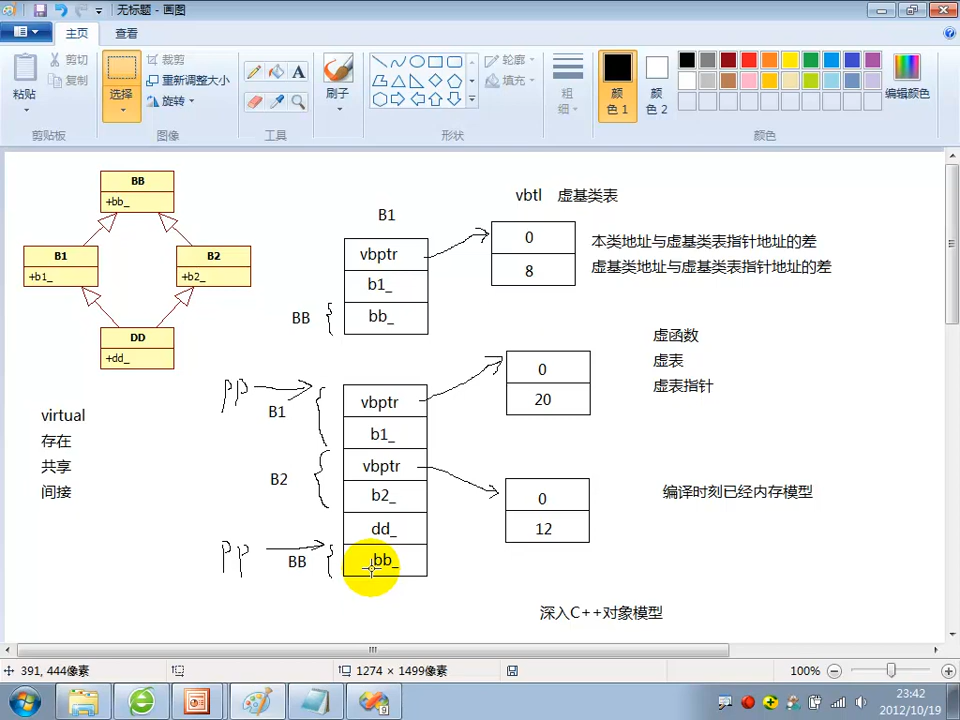 无标题 - 画图
主页
查看
粘贴
剪切
复制
剪贴板
选择
裁剪
重新调整大小
旋转
图像
A
工具
刷子
轮廓
填充
形状
粗
细
颜
色 1
颜
色 2
编辑颜色
颜色
BB
+bb_
B1
+b1_
B2
+b2_
DD
+dd_
virtual
存在
共享
间接
B1
vbptr
b1_
bb_
BB
vbtl 虚基类表
0
8
本类地址与虚基类表指针地址的差
虚基类地址与虚基类表指针地址的差
虚函数
虚表
虚表指针
pp
B1
vbptr
b1_
B2
vbptr
b2_
dd_
pp
BB
bb_
0
20
0
12
编译时刻已经内存模型
深入C++对象模型
391, 444像素
1274 × 1499像素
100%
23:42
2012/10/19